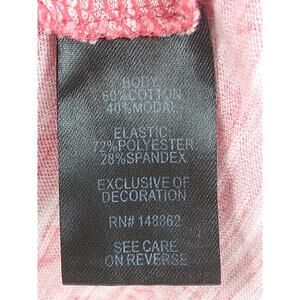 BODY
60%COTTON
40%MODAL
ELASTIC
72%POLYESTER
28%SPANDEX
EXCLUSIVE OF
DECORATION
RN# 148862
SEE CARE
ON REVERSE